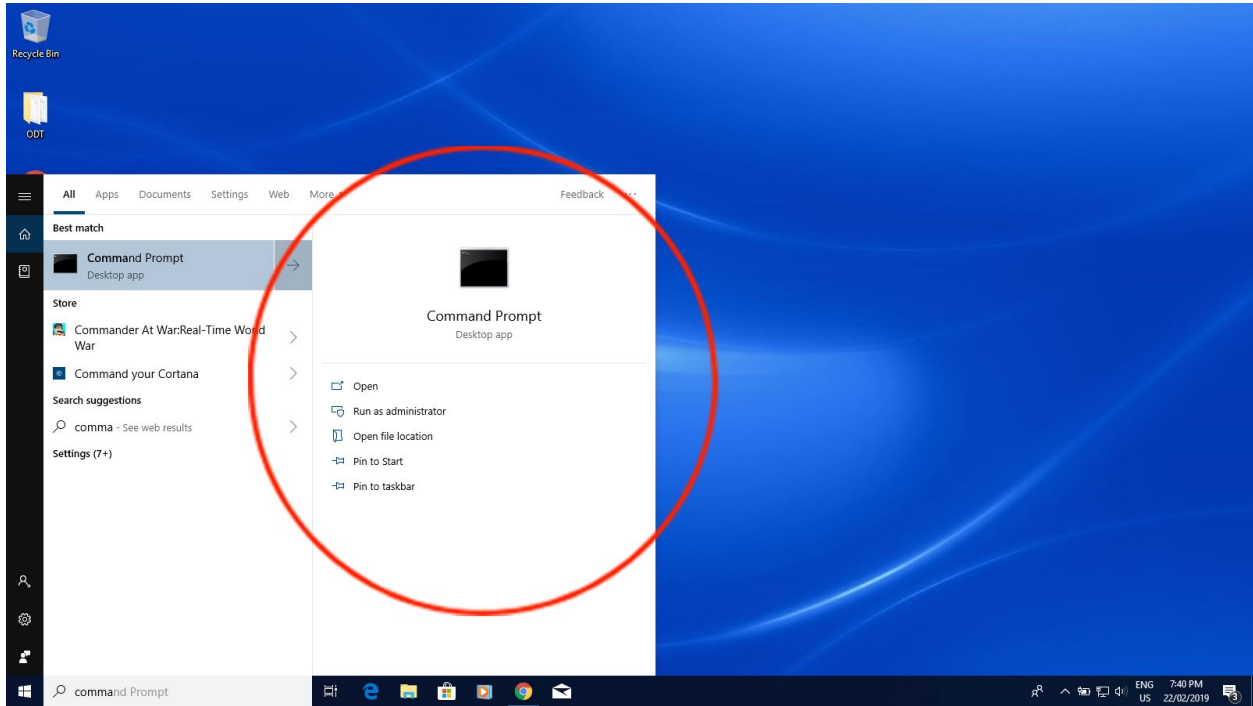 Recycle Bin
ODT
All Apps Documents Settings Web More
Feedback ...
Best match
Command Prompt
Desktop app
Store
Commander At War:Real-Time World
War
Command your Cortana
Search suggestions
comma - See web results
Settings (7+)
Command Prompt
Desktop app
Open
Run as administrator
Open file location
Pin to Start
Pin to taskbar
command Prompt
ENG
US
7:40 PM
22/02/2019
3